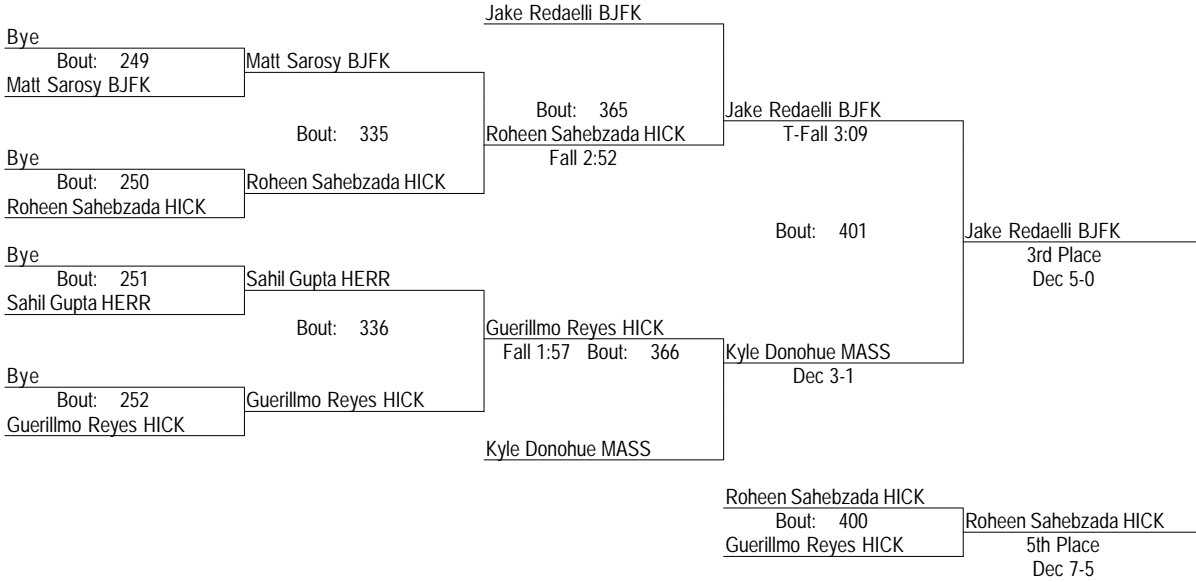 Jake Redaelli BJFK
Bye
Bout: 249
Matt Sarosy BJFK
Matt Sarosy BJFK
Bout: 335
Bout: 365
Roheen Sahebzada HICK
Fall 2:52
Jake Redaelli BJFK
T-Fall 3:09
Bye
Bout: 250
Roheen Sahebzada HICK
Roheen Sahebzada HICK
Bout: 401
Jake Redaelli BJFK
3rd Place
Dec 5-0
Bye
Bout: 251
Sahil Gupta HERR
Sahil Gupta HERR
Bout: 336
Guerillmo Reyes HICK
Fall 1:57 Bout: 366
Kyle Donohue MASS
Dec 3-1
Bye
Bout: 252
Guerillmo Reyes HICK
Guerillmo Reyes HICK
Kyle Donohue MASS
Roheen Sahebzada HICK
Bout: 400
Guerillmo Reyes HICK
Roheen Sahebzada HICK
5th Place
Dec 7-5